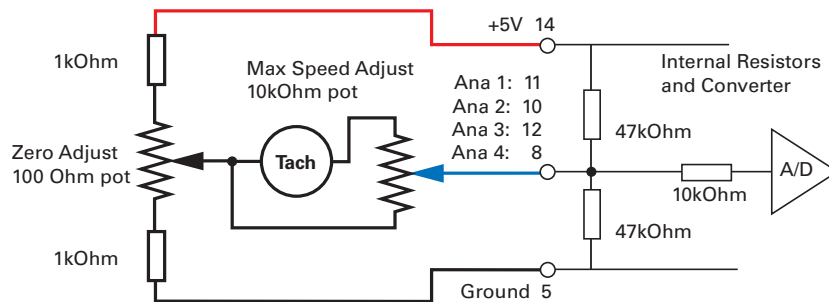 +5V 14
1kOhm
Max Speed Adjust
10kOhm pot
Internal Resistors
and Converter
Ana 1: 11
Ana 2: 10
Ana 3: 12
Ana 4: 8
47kOhm
Zero Adjust
100 Ohm pot
Tach
A/D
10kOhm
1kOhm
47kOhm
Ground 5